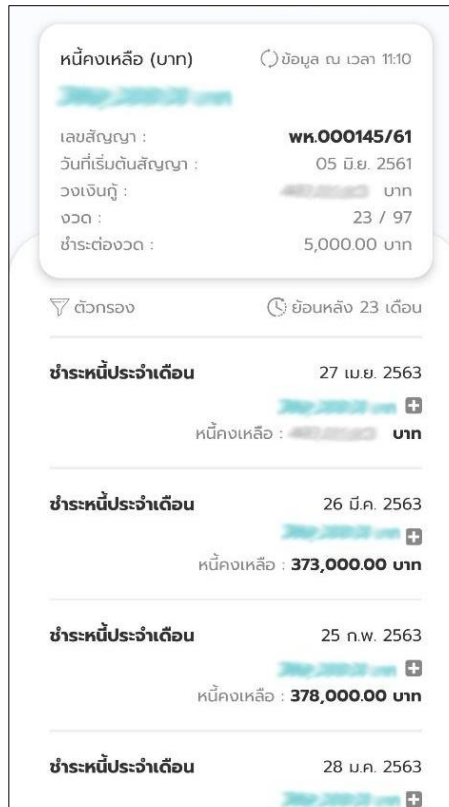 หนี้คงเหลือ (บาท) ข้อมูล ณ เวลา 11:10
เลขสัญญา : พห.000145/61
วันที่เริ่มต้นสัญญา : 05 มิ.ย. 2561
วงเงินกู้ : บาท
งวด : 23 / 97
ชำระต่องวด : 5,000.00 บาท
ตัวกรอง ย้อนหลัง 23 เดือน
ชำระหนี้ประจำเดือน 27 เม.ย. 2563
หนี้คงเหลือ : บาท
ชำระหนี้ประจำเดือน 26 มี.ค. 2563
หนี้คงเหลือ : 373,000.00 บาท
ชำระหนี้ประจำเดือน 25 ก.พ. 2563
หนี้คงเหลือ : 378,000.00 บาท
ชำระหนี้ประจำเดือน 28 ม.ค. 2563